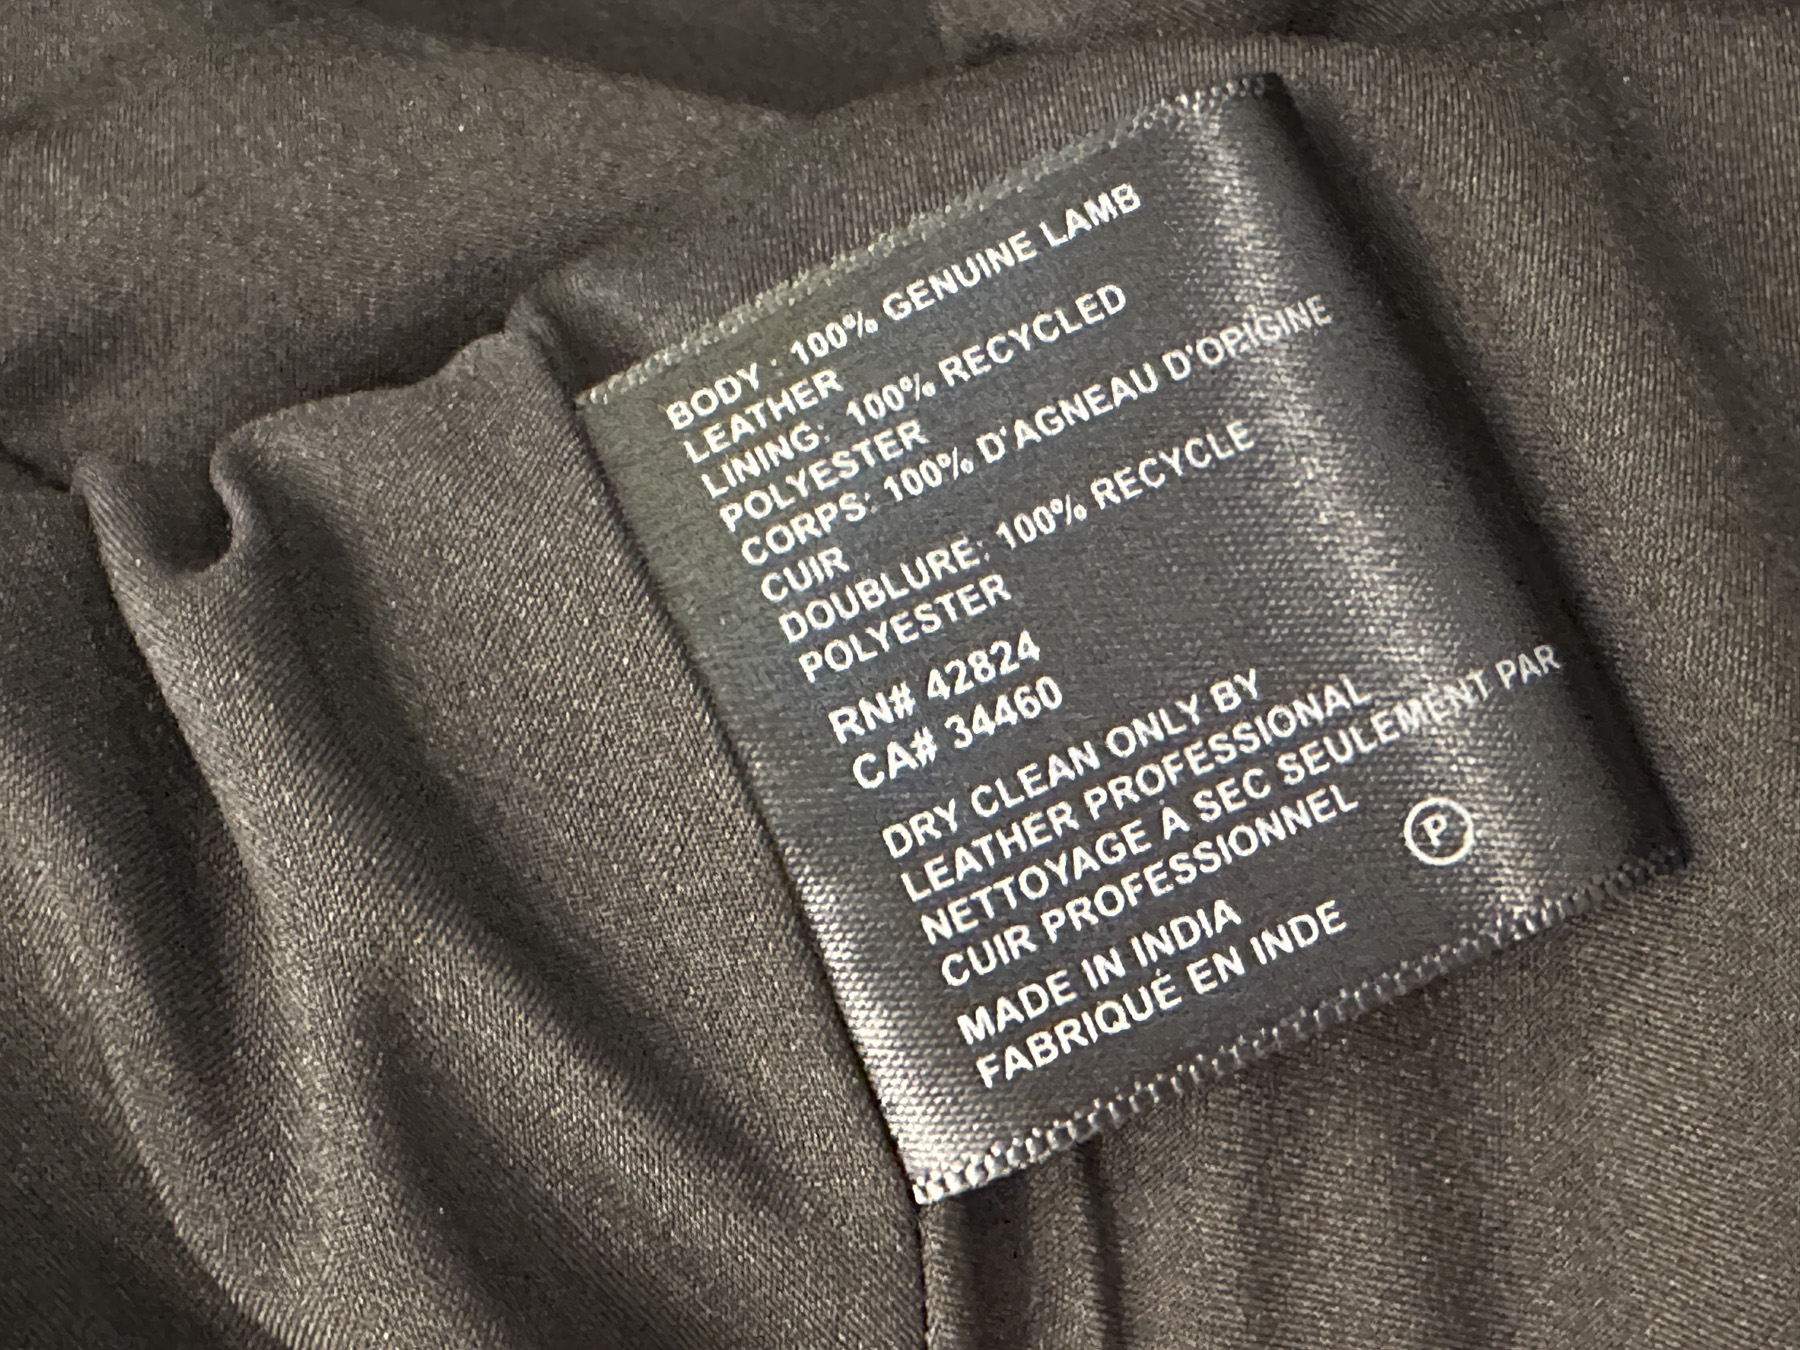 BODY : 100% GENUINE LAMB
LEATHER
LINING: 100% RECYCLED
POLYESTER
CORPS: 100% D'AGNEAU D'ORIGINE
CUIR
DOUBLURE: 100% RECYCLE
POLYESTER
RN# 42824
CA# 34460
DRY CLEAN ONLY BY
LEATHER PROFESSIONAL
NETTOYAGE À SEC SEULEMENT PAR
CUIR PROFESSIONNEL
P
MADE IN INDIA
FABRIQUÉ EN INDE